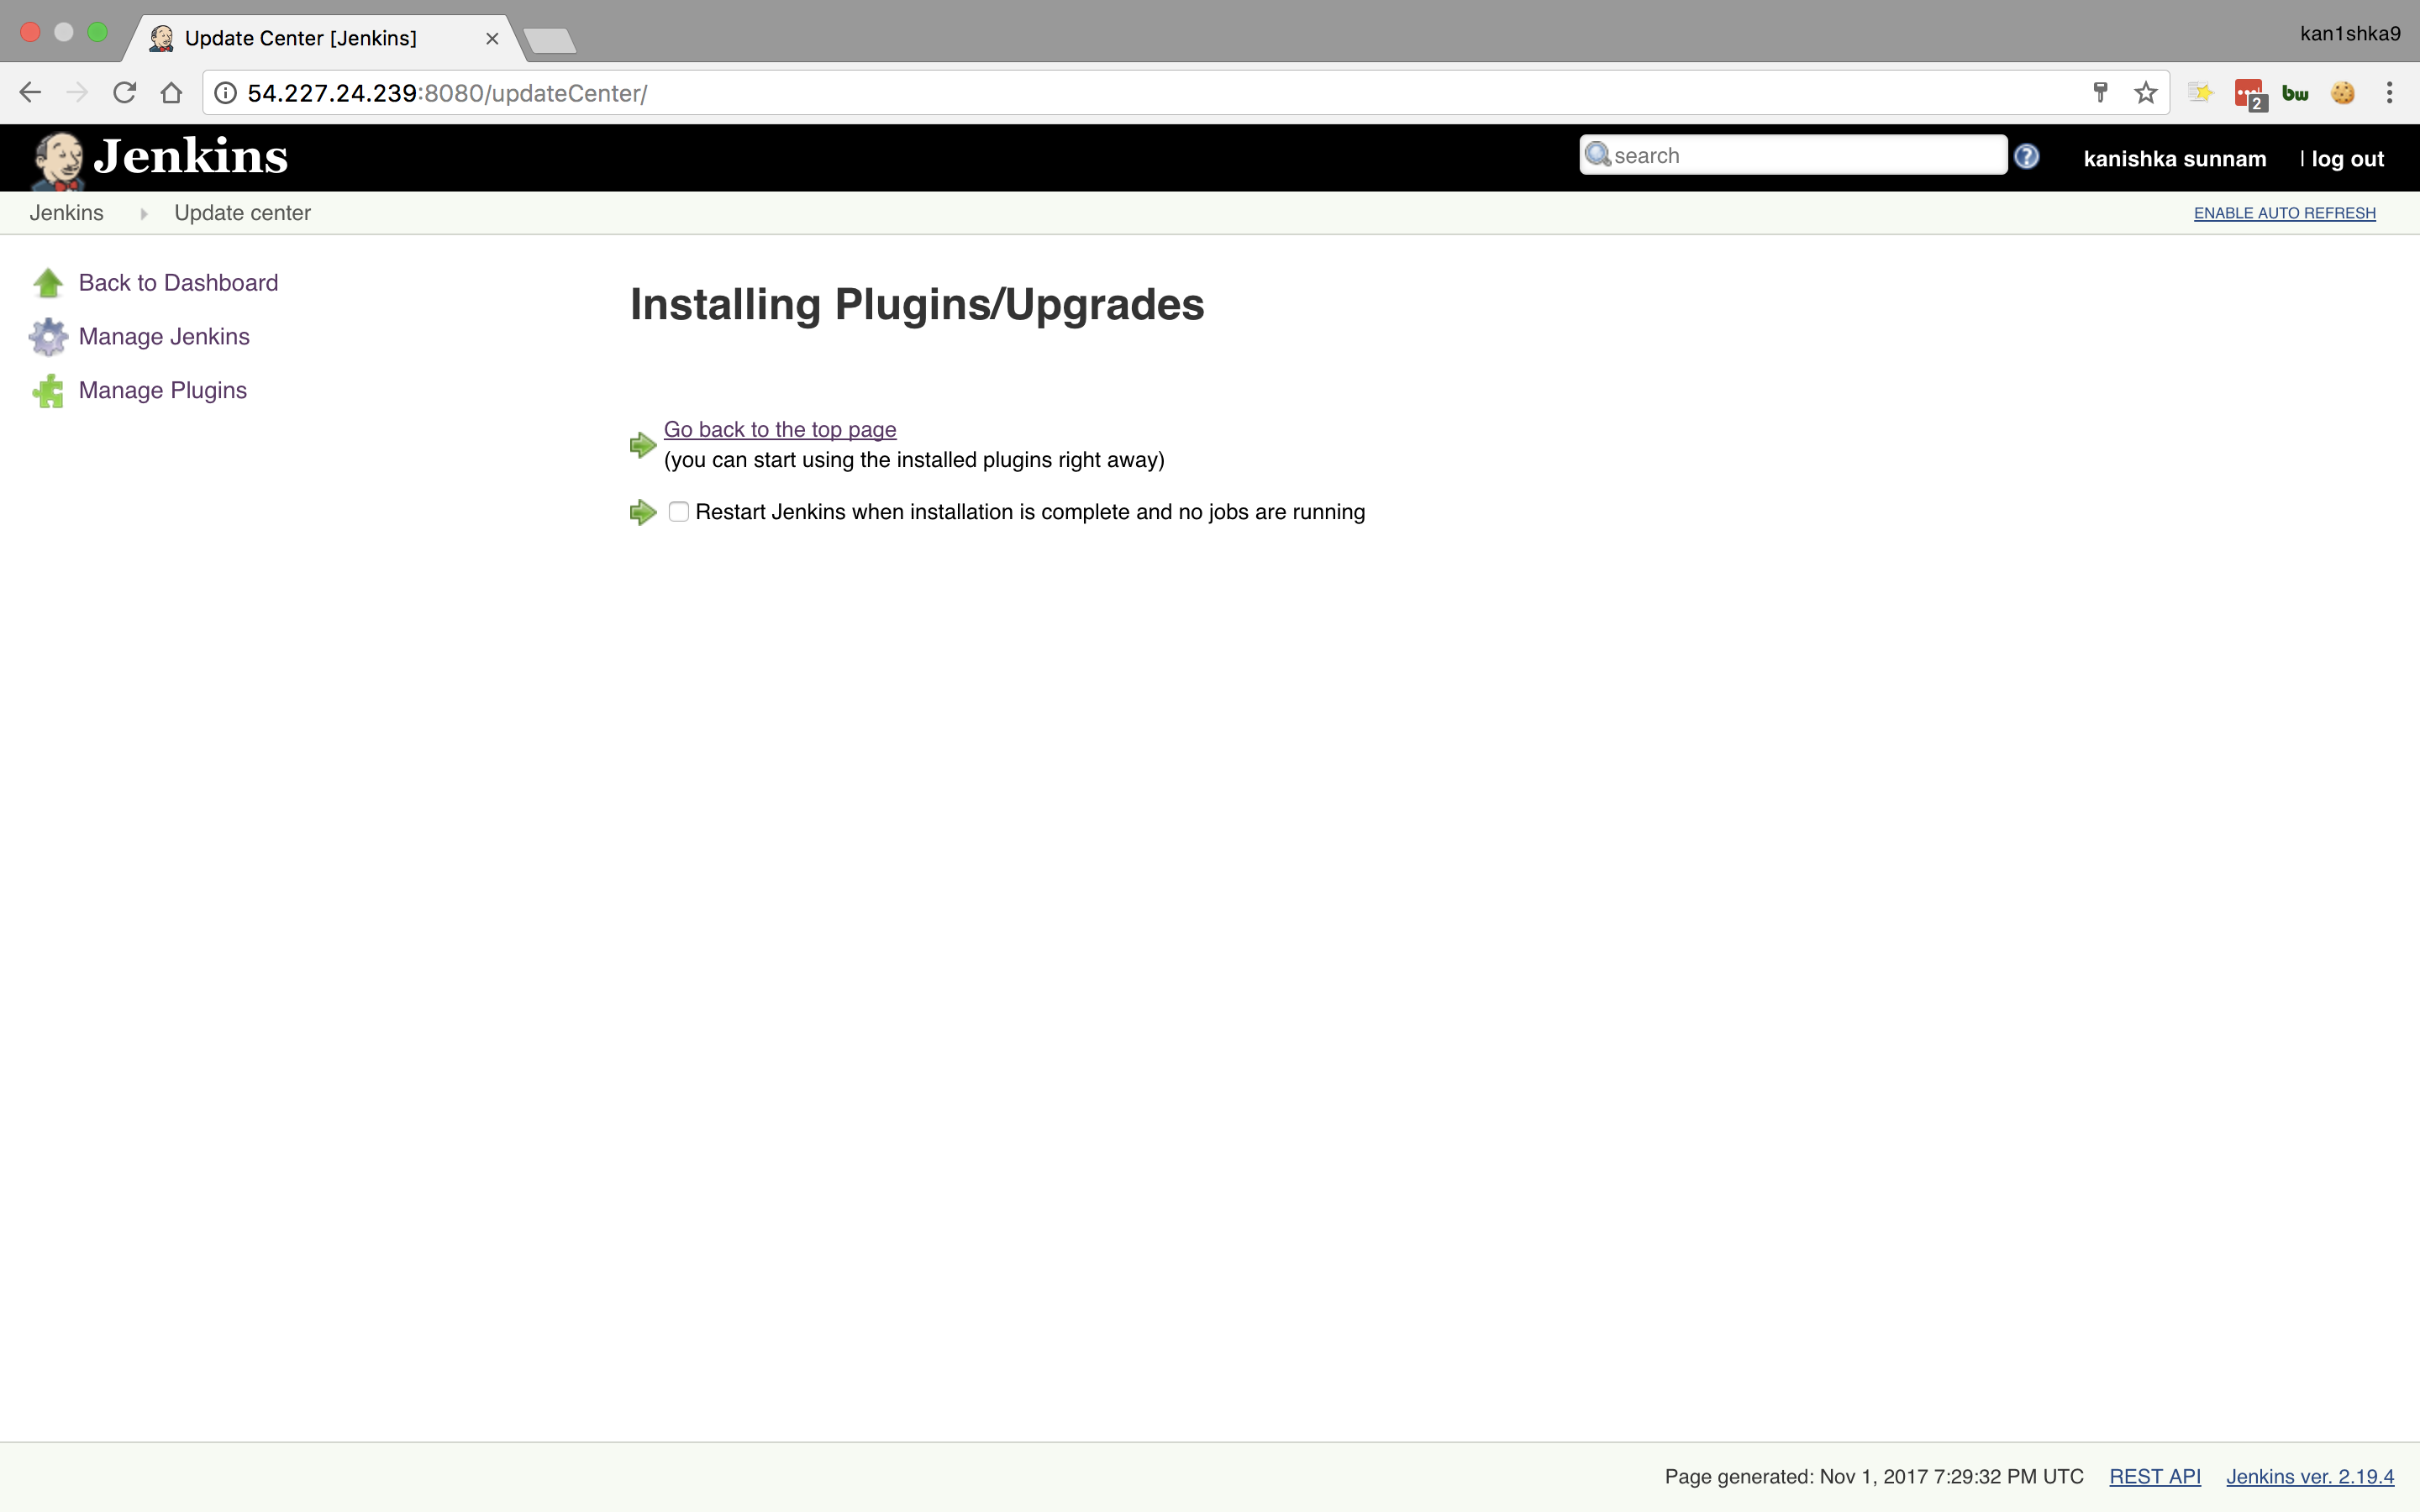 Update Center [Jenkins]
kan1shka9
54.227.24.239:8080/updateCenter/
2
bw
Jenkins
search
kanishka sunnam
| log out
Jenkins
Update center
ENABLE AUTO REFRESH
Back to Dashboard
Manage Jenkins
Manage Plugins
Installing Plugins/Upgrades
Go back to the top page
(you can start using the installed plugins right away)
Restart Jenkins when installation is complete and no jobs are running
Page generated: Nov 1, 2017 7:29:32 PM UTC
REST API
Jenkins ver. 2.19.4